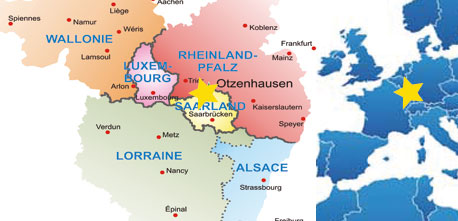 Aachen
Liège
Spiennes
Namur
Koblenz
Wéris
WALLONIE
Frankfurt
RHEINLAND-
PFALZ
Mainz
Lamsoul
LUXEM-
BOURG
Otzenhausen
Arlon
Luxembourg
SAARLAND
Kaiserslautern
Saarbrücken
Speyer
Verdun
Metz
LORRAINE
ALSACE
Nancy
Strassbourg
Épinal
Freiburg